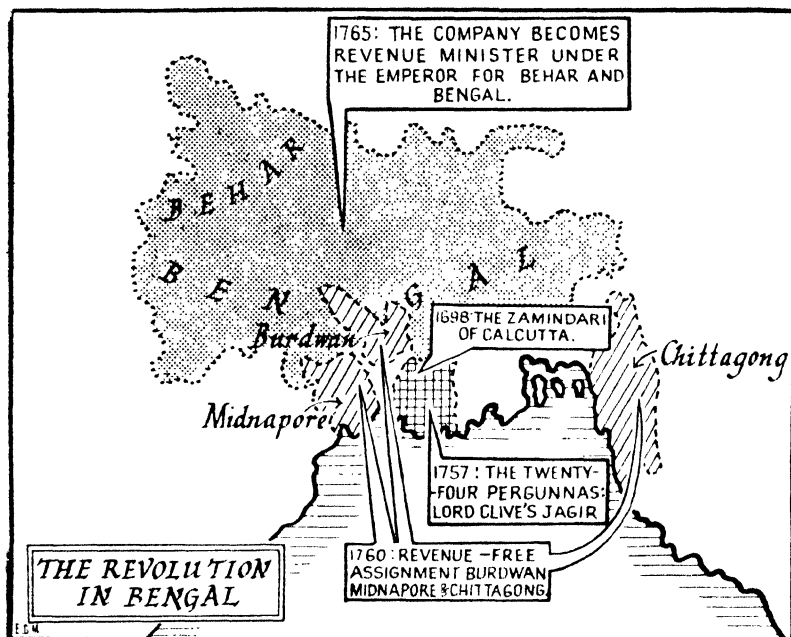 1765: THE COMPANY BECOMES
REVENUE MINISTER UNDER
THE EMPEROR FOR BEHAR AND
BENGAL.
BEHAR
BENGAL
Burdwan
1698: THE ZAMINDARI
OF CALCUTTA.
Chittagong
Midnapore
1757: THE TWENTY-
-FOUR PERGUNNAS:
LORD CLIVE'S JAGIR
1760: REVENUE-FREE
ASSIGNMENT BURDWAN
MIDNAPORE & CHITTAGONG
THE REVOLUTION
IN BENGAL